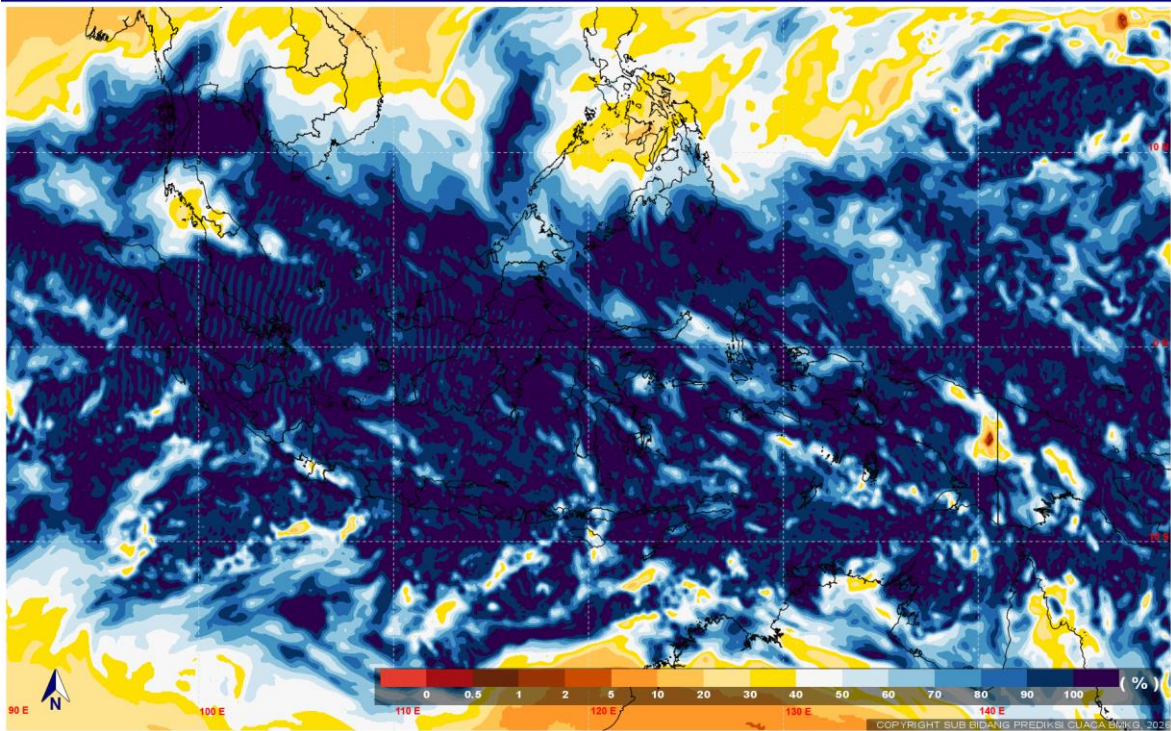 10 N
0 S
10 S
N
( % )
0 0.5 1 2 5 10 20 30 40 50 60 70 80 90 100
90 E 100 E 110 E 120 E 130 E 140 E
COPYRIGHT SUB BIDANG PREDIKSI CUACA BMKG, 2026